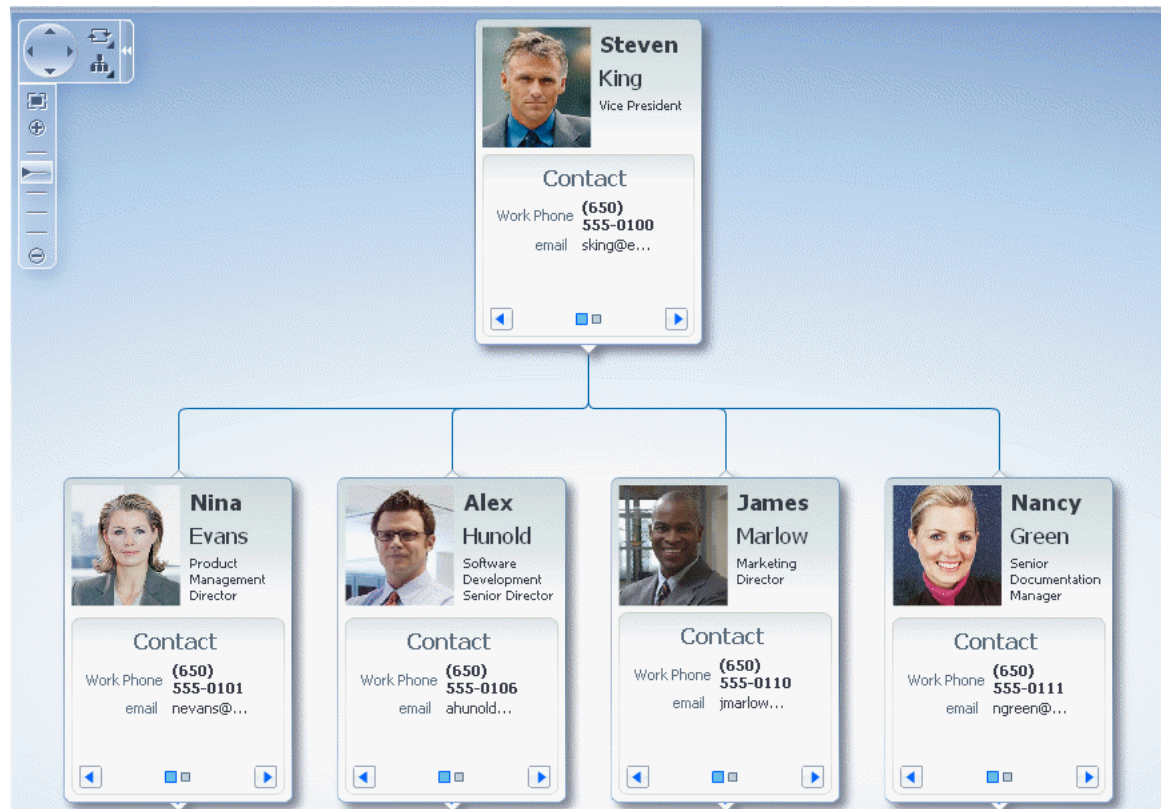 Steven
King
Vice President
Contact
Work Phone (650)
555-0100
email sking@e...
Nina
Evans
Product
Management
Director
Contact
Work Phone (650)
555-0101
email nevans@...
Alex
Hunold
Software
Development
Senior Director
Contact
Work Phone (650)
555-0106
email ahunold...
James
Marlow
Marketing
Director
Contact
Work Phone (650)
555-0110
email jmarlow...
Nancy
Green
Senior
Documentation
Manager
Contact
Work Phone (650)
555-0111
email ngreen@...